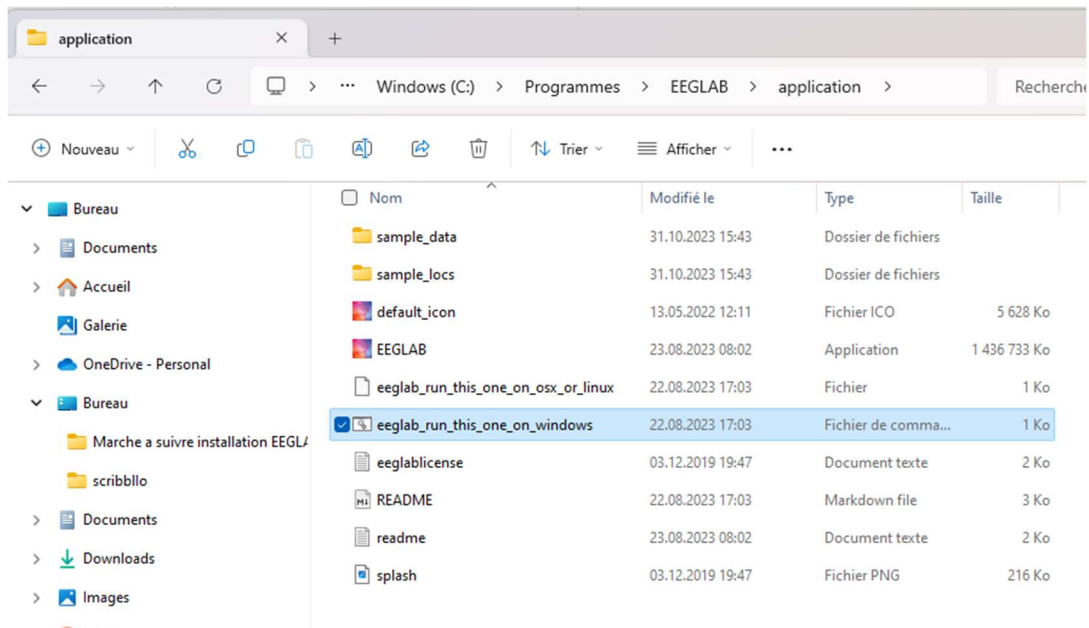 application
Windows (C:) > Programmes > EEGLAB > application >
Recherche
Nouveau
Trier
Afficher
Nom Modifié le Type Taille
Bureau
Documents
Accueil
Galerie
OneDrive - Personal
Bureau
Marche a suivre installation EEGL
scribbllo
Documents
Downloads
Images
sample_data 31.10.2023 15:43 Dossier de fichiers
sample_locs 31.10.2023 15:43 Dossier de fichiers
default_icon 13.05.2022 12:11 Fichier ICO 5 628 Ko
EEGLAB 23.08.2023 08:02 Application 1 436 733 Ko
eeglab_run_this_one_on_osx_or_linux 22.08.2023 17:03 Fichier 1 Ko
eeglab_run_this_one_on_windows 22.08.2023 17:03 Fichier de comma... 1 Ko
eeglablicense 03.12.2019 19:47 Document texte 2 Ko
README 22.08.2023 17:03 Markdown file 3 Ko
readme 23.08.2023 08:02 Document texte 2 Ko
splash 03.12.2019 19:47 Fichier PNG 216 Ko